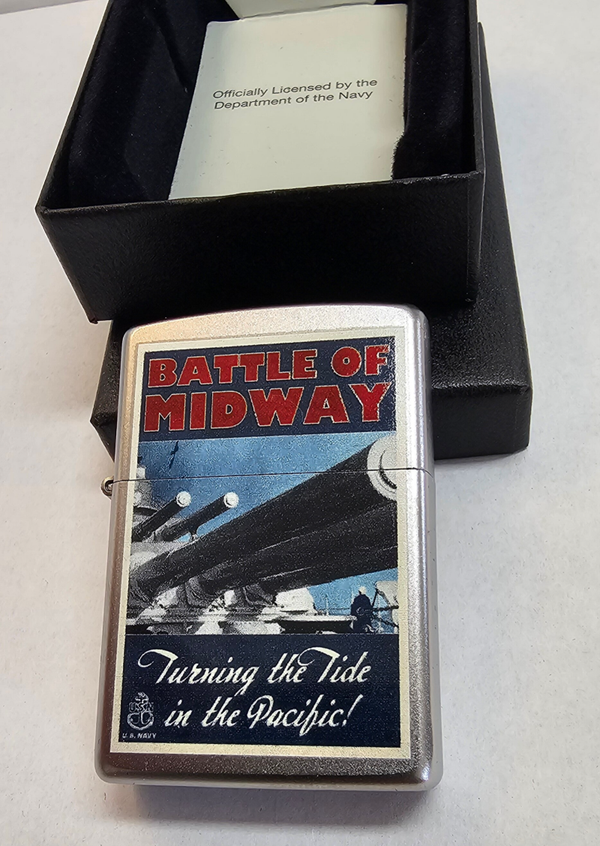 Officially Licensed by the
Department of the Navy
BATTLE OF
MIDWAY
Turning the Tide
in the Pacific!
U.S. NAVY